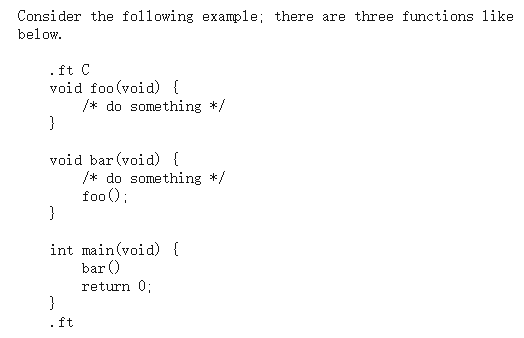 Consider the following example; there are three functions like
below.
.ft C
void foo(void) {
/* do something */
}
void bar(void) {
/* do something */
foo();
}
int main(void) {
bar()
return 0;
}
.ft